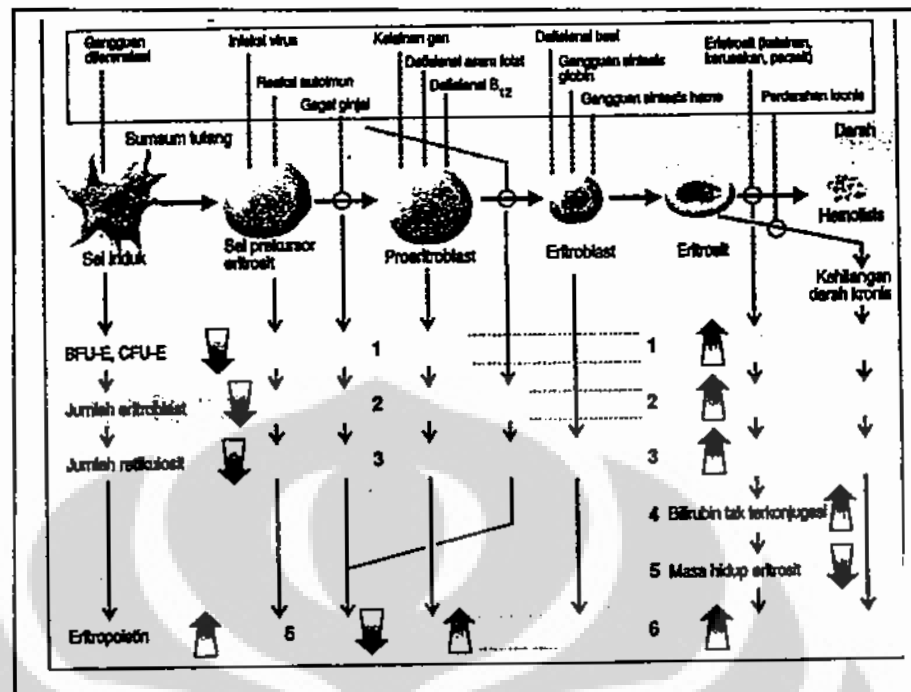 Gangguan
diferensiasi
Infeksi virus
Reaksi autoimun
Gagal ginjal
Kelainan gen
Defisiensi asam folat
Defisiensi B12
Defisiensi besi
Gangguan sintesis
globin
Gangguan sintesis heme
Eristrosit (kelainan,
kerusakan, parasit)
Perdarahan kronis
Sumsum tulang
Darah
Sel induk
Sel prekursor
eritrosit
Proeritroblast
Eritroblast
Eritrosit
Hemolisis
Kehilangan
darah kronis
BFU-E, CFU-E
1
1
Jumlah eritroblast
2
2
Jumlah retikulosit
3
3
4 Bilirubin tak terkonjugasi
5 Masa hidup eritrosit
Eritropoietin
5
6